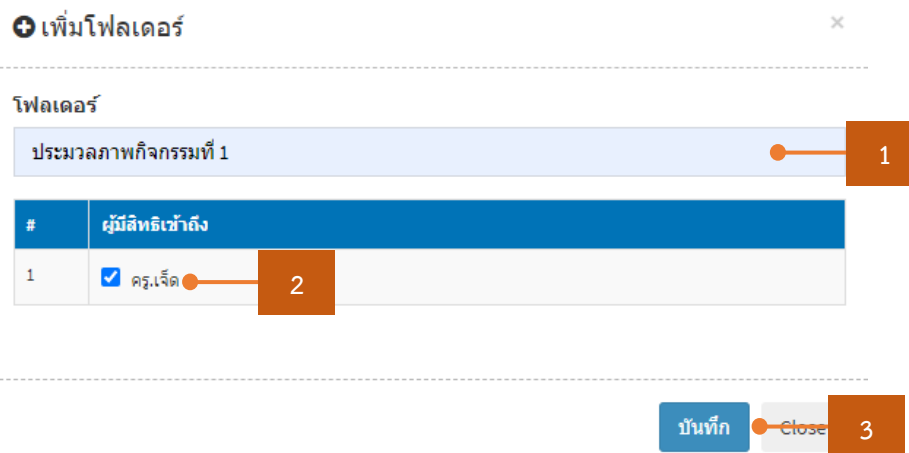 เพิ่มโฟลเดอร์ ×
โฟลเดอร์
ประมวลภาพกิจกรรมที่ 1
1
# ผู้มีสิทธิเข้าถึง
1 ครู.เจ็ด
2
บันทึก Close
3